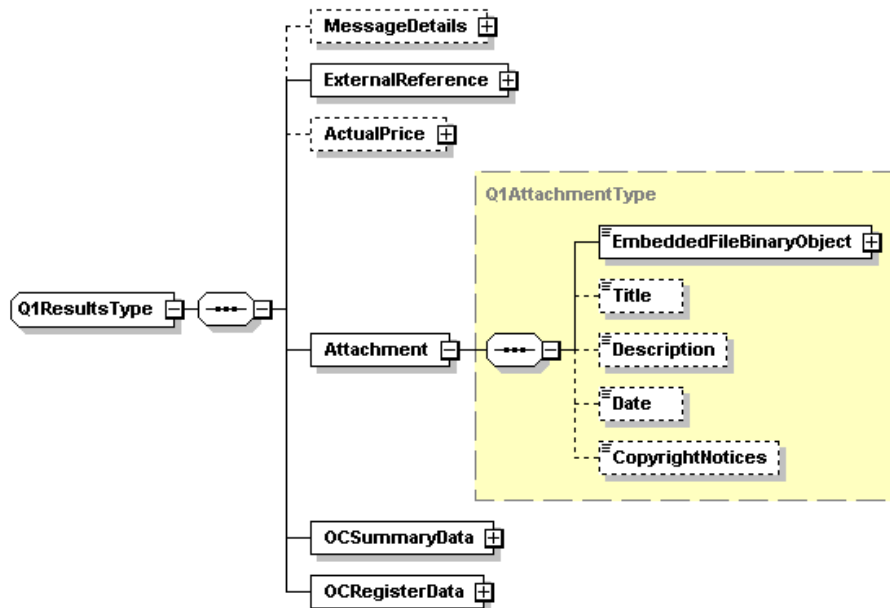 MessageDetails
ExternalReference
ActualPrice
Q1AttachmentType
EmbeddedFileBinaryObject
Title
Q1ResultsType
Attachment
Description
Date
CopyrightNotices
OCSummaryData
OCRegisterData